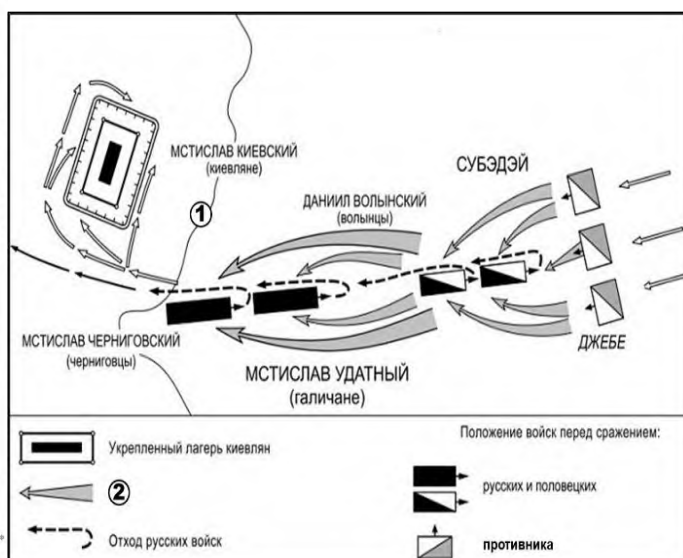 МСТИСЛАВ КИЕВСКИЙ
(киевляне)
СУБЭДЭЙ
1
ДАНИИЛ ВОЛЫНСКИЙ
(волынцы)
МСТИСЛАВ ЧЕРНИГОВСКИЙ
(черниговцы)
ДЖЕБЕ
МСТИСЛАВ УДАТНЫЙ
(галичане)
Укрепленный лагерь киевлян
2
Отход русских войск
Положение войск перед сражением:
русских и половецких
противника